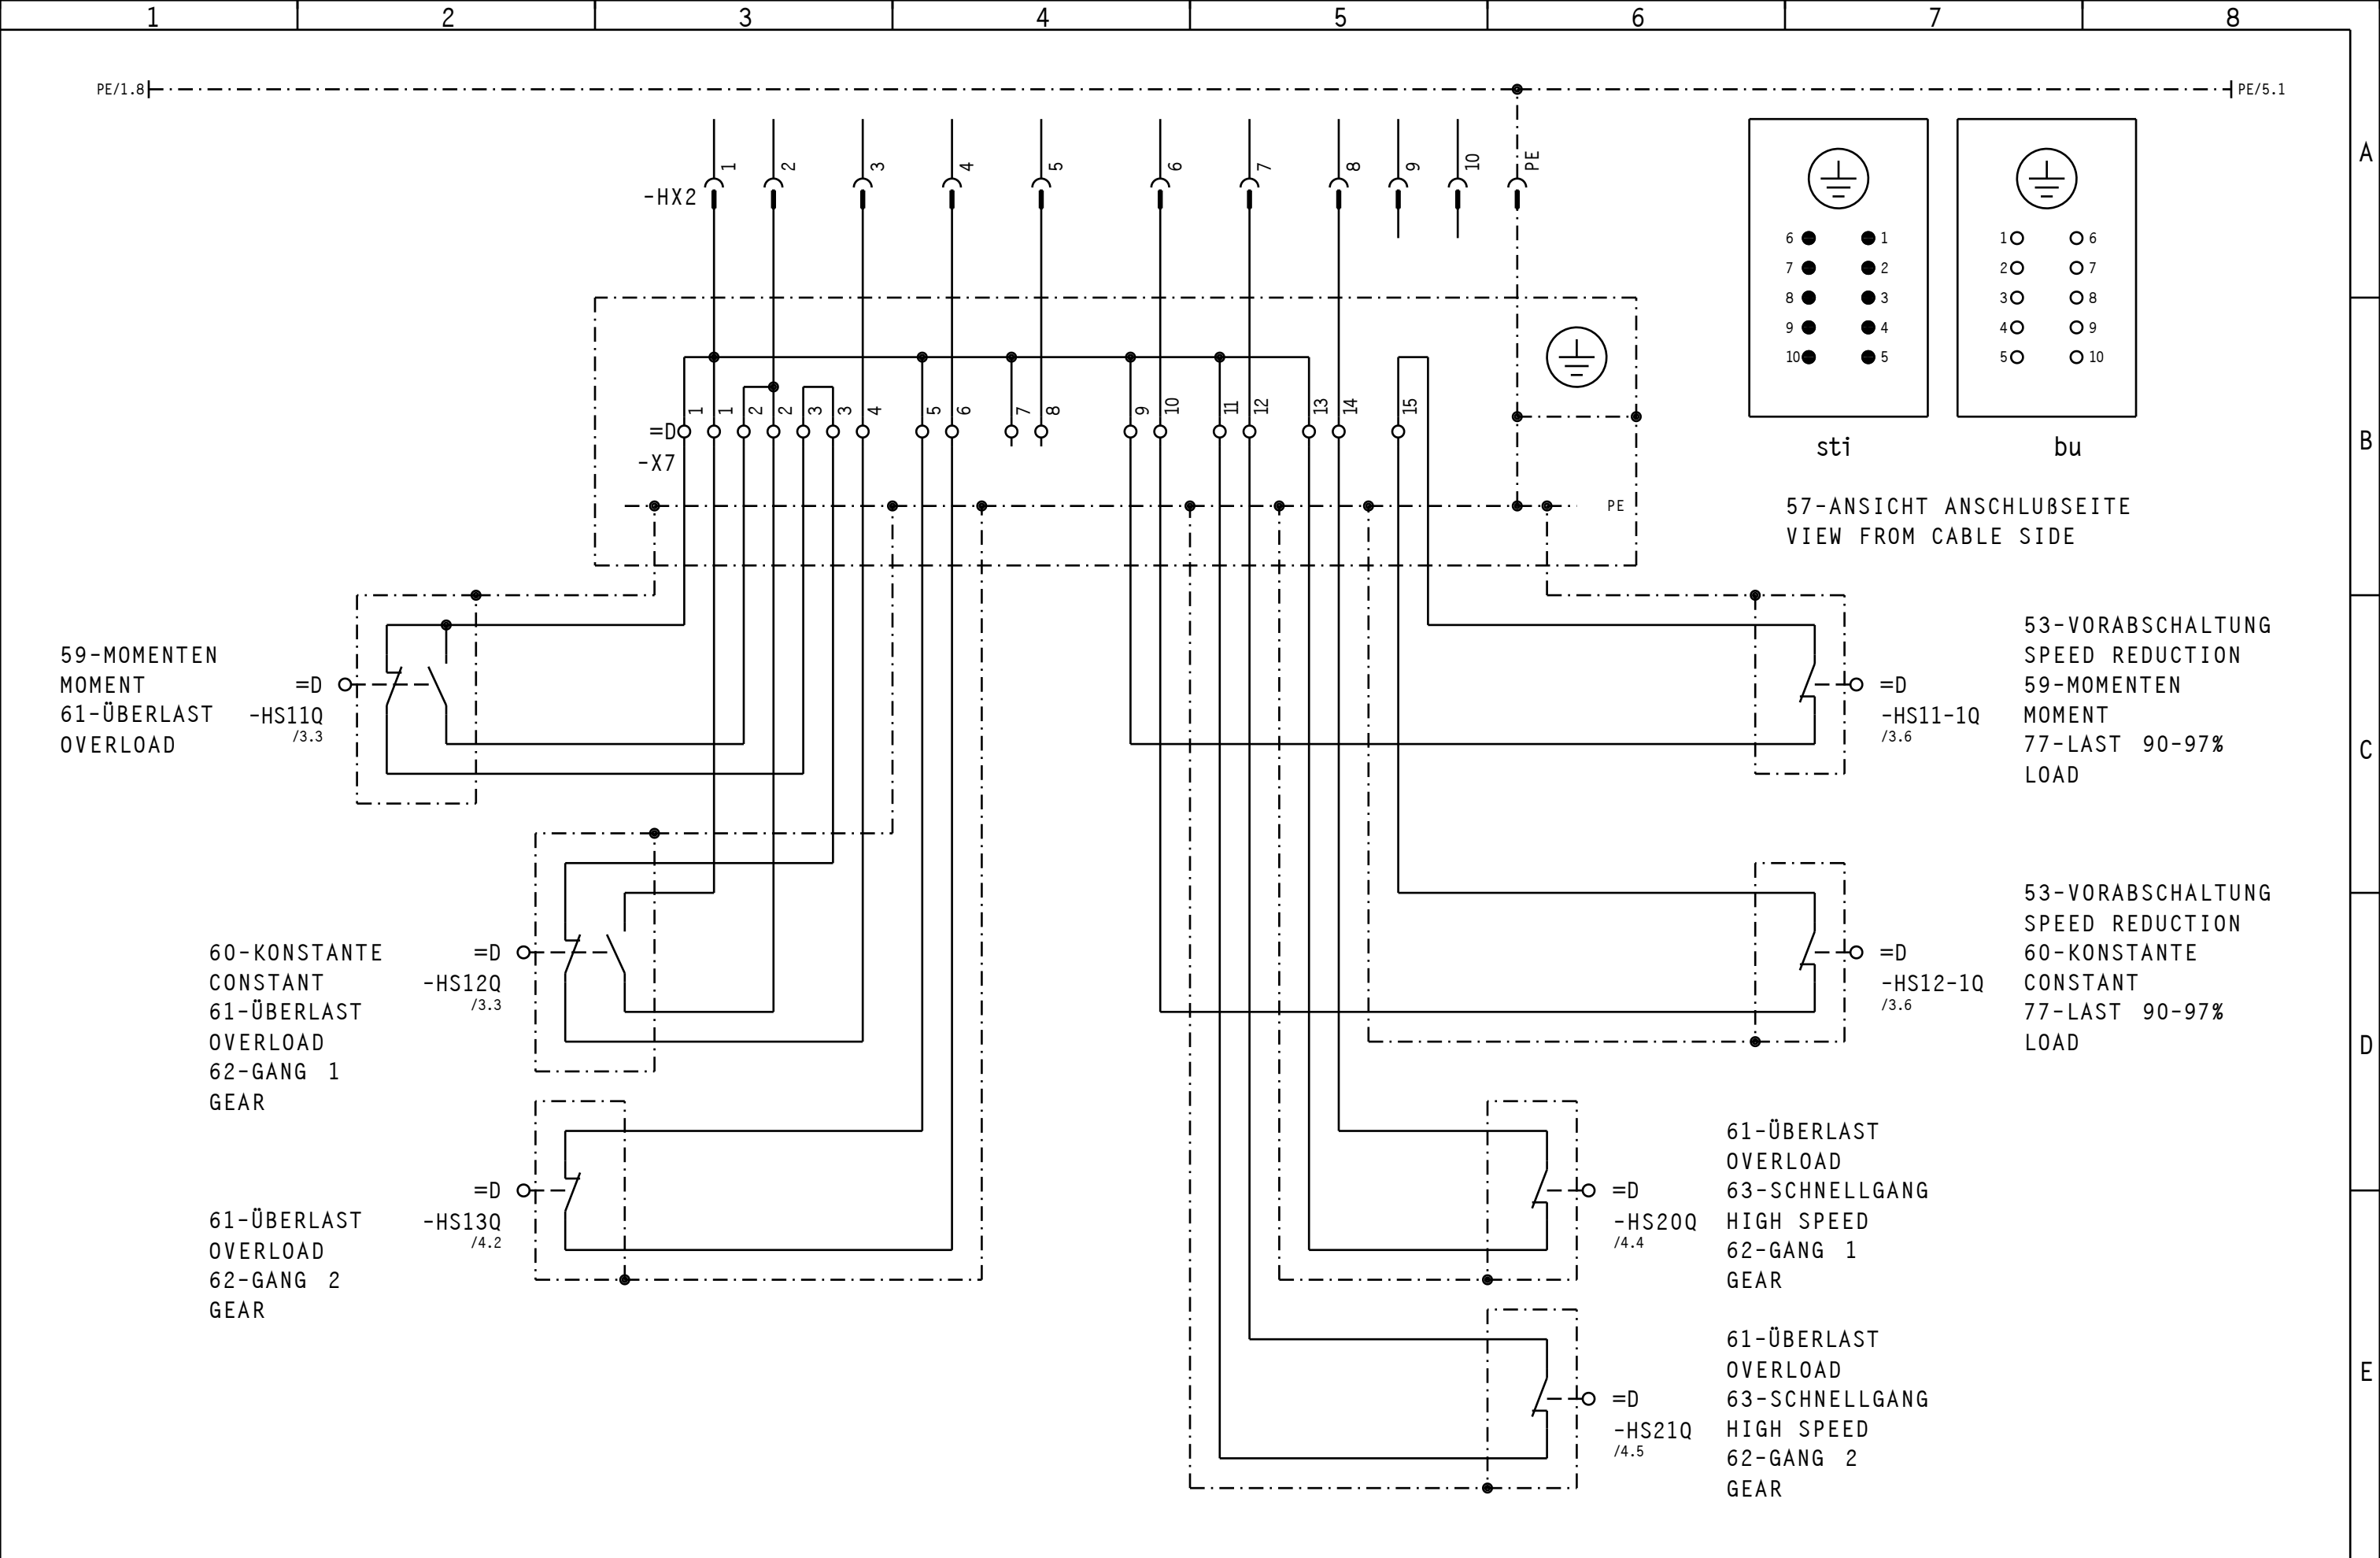 1 2 3 4 5 6 7 8
PE/1.8
PE/5.1
A
B
C
D
E
1 2 3 4 5 6 7 8 9 10 PE
-HX2
6 1
7 2
8 3
9 4
10 5
sti
1 6
2 7
3 8
4 9
5 10
bu
57-ANSICHT ANSCHLUßSEITE
VIEW FROM CABLE SIDE
1 1 2 2 3 3 4 5 6 7 8 9 10 11 12 13 14 15
=D
-X7
PE
59-MOMENTEN
MOMENT
61-ÜBERLAST
OVERLOAD
=D
-HS11Q
/3.3
=D
-HS11-1Q
/3.6
53-VORABSCHALTUNG
SPEED REDUCTION
59-MOMENTEN
MOMENT
77-LAST 90-97%
LOAD
60-KONSTANTE
CONSTANT
61-ÜBERLAST
OVERLOAD
62-GANG 1
GEAR
=D
-HS12Q
/3.3
=D
-HS12-1Q
/3.6
53-VORABSCHALTUNG
SPEED REDUCTION
60-KONSTANTE
CONSTANT
77-LAST 90-97%
LOAD
61-ÜBERLAST
OVERLOAD
62-GANG 2
GEAR
=D
-HS13Q
/4.2
=D
-HS20Q
/4.4
61-ÜBERLAST
OVERLOAD
63-SCHNELLGANG
HIGH SPEED
62-GANG 1
GEAR
=D
-HS21Q
/4.5
61-ÜBERLAST
OVERLOAD
63-SCHNELLGANG
HIGH SPEED
62-GANG 2
GEAR